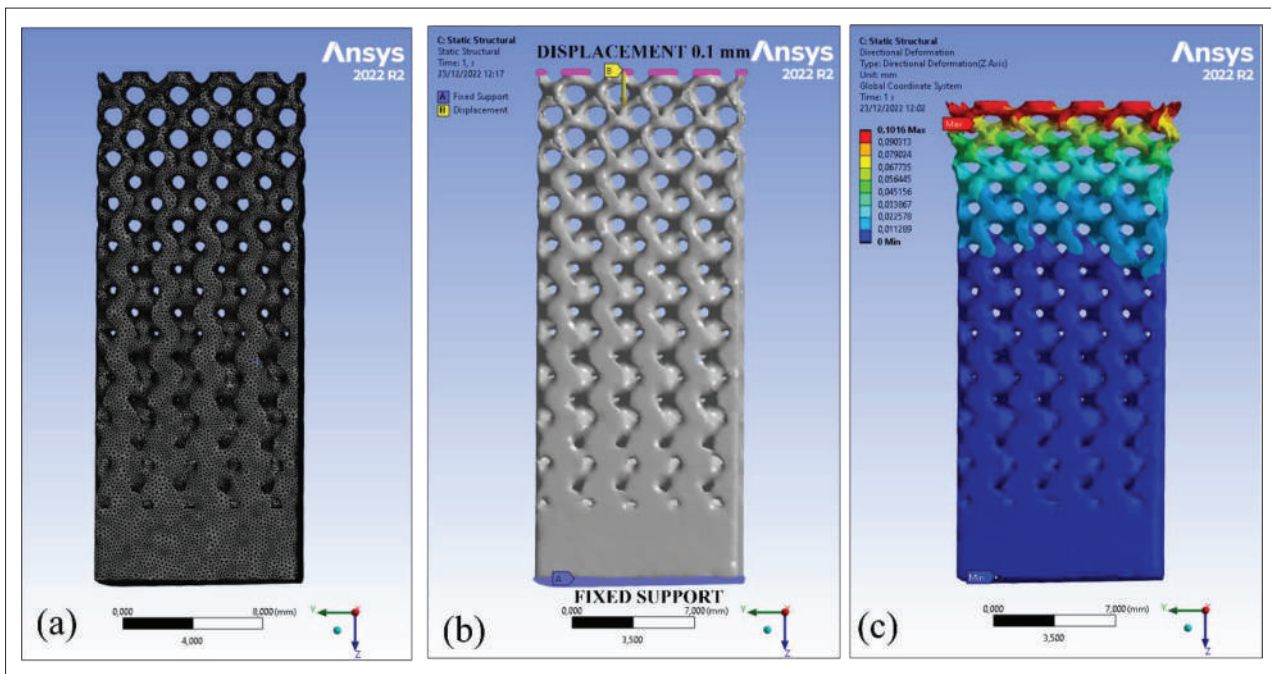 Ansys
2022 R2
0,000
8,000 (mm)
4,000
Y
X
Z
(a)
C: Static Structural
Static Structural
Time: 1, s
23/12/2022 12:17
A Fixed Support
B Displacement
DISPLACEMENT 0.1 mm
B
Ansys
2022 R2
A
FIXED SUPPORT
0,000
7,000 (mm)
3,500
Y
X
Z
(b)
C: Static Structural
Directional Deformation
Type: Directional Deformation(Z Axis)
Unit: mm
Global Coordinate System
Time: 1 s
23/12/2022 12:02
0,1016 Max
0,090313
0,079024
0,067735
0,056445
0,045156
0,033867
0,022578
0,011289
0 Min
Ansys
2022 R2
Max
Min
0,000
7,000 (mm)
3,500
Y
X
Z
(c)